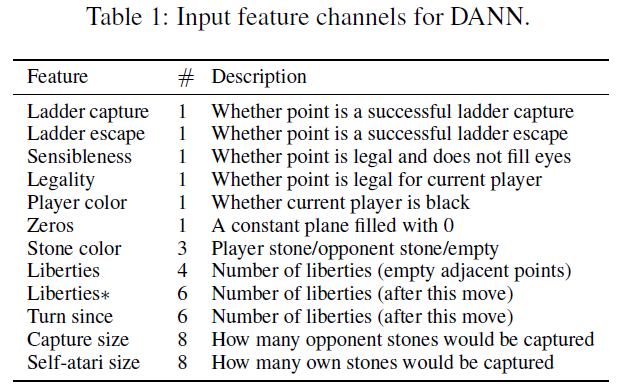 Table 1: Input feature channels for DANN.
Feature # Description
Ladder capture 1 Whether point is a successful ladder capture
Ladder escape 1 Whether point is a successful ladder escape
Sensibleness 1 Whether point is legal and does not fill eyes
Legality 1 Whether point is legal for current player
Player color 1 Whether current player is black
Zeros 1 A constant plane filled with 0
Stone color 3 Player stone/opponent stone/empty
Liberties 4 Number of liberties (empty adjacent points)
Liberties∗ 6 Number of liberties (after this move)
Turn since 6 Number of liberties (after this move)
Capture size 8 How many opponent stones would be captured
Self-atari size 8 How many own stones would be captured